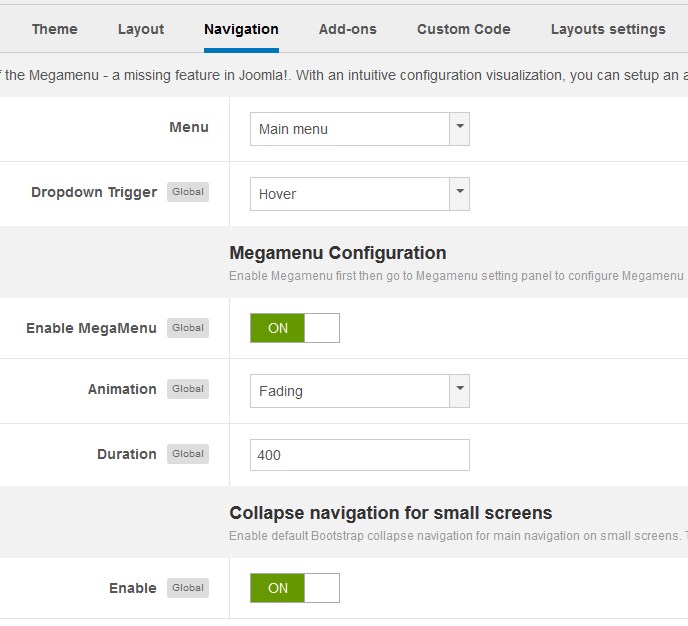 Theme Layout Navigation Add-ons Custom Code Layouts settings
the Megamenu - a missing feature in Joomla!. With an intuitive configuration visualization, you can setup an
Menu Main menu
Dropdown Trigger Global Hover
Megamenu Configuration
Enable Megamenu first then go to Megamenu setting panel to configure Megamenu
Enable MegaMenu Global ON
Animation Global Fading
Duration Global 400
Collapse navigation for small screens
Enable default Bootstrap collapse navigation for main navigation on small screens.
Enable Global ON